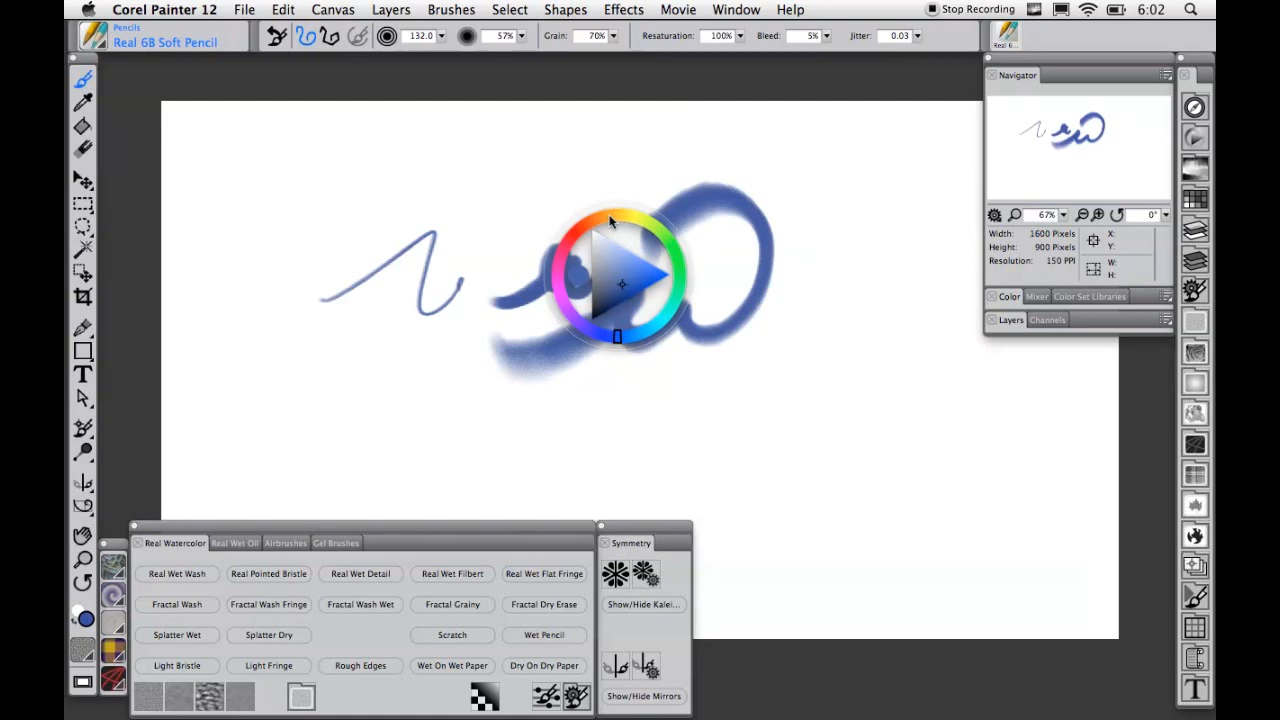 Corel Painter 12 File Edit Canvas Layers Brushes Select Shapes Effects Movie Window Help Stop Recording 6:02
Pencils
Real 6B Soft Pencil
132.0 57% Grain: 70% Resaturation: 100% Bleed: 5% Jitter: 0.03
Real 6...
Navigator
67% 0°
Width: 1600 Pixels X:
Height: 900 Pixels Y:
Resolution: 150 PPI W:
H:
Color Mixer Color Set Libraries
Layers Channels
Real Watercolor Real Wet Oil Airbrushes Gel Brushes
Real Wet Wash Real Pointed Bristle Real Wet Detail Real Wet Filbert Real Wet Flat Fringe
Fractal Wash Fractal Wash Fringe Fractal Wash Wet Fractal Grainy Fractal Dry Erase
Splatter Wet Splatter Dry Scratch Wet Pencil
Light Bristle Light Fringe Rough Edges Wet On Wet Paper Dry On Dry Paper
Symmetry
Show/Hide Kalei...
Show/Hide Mirrors
T
T